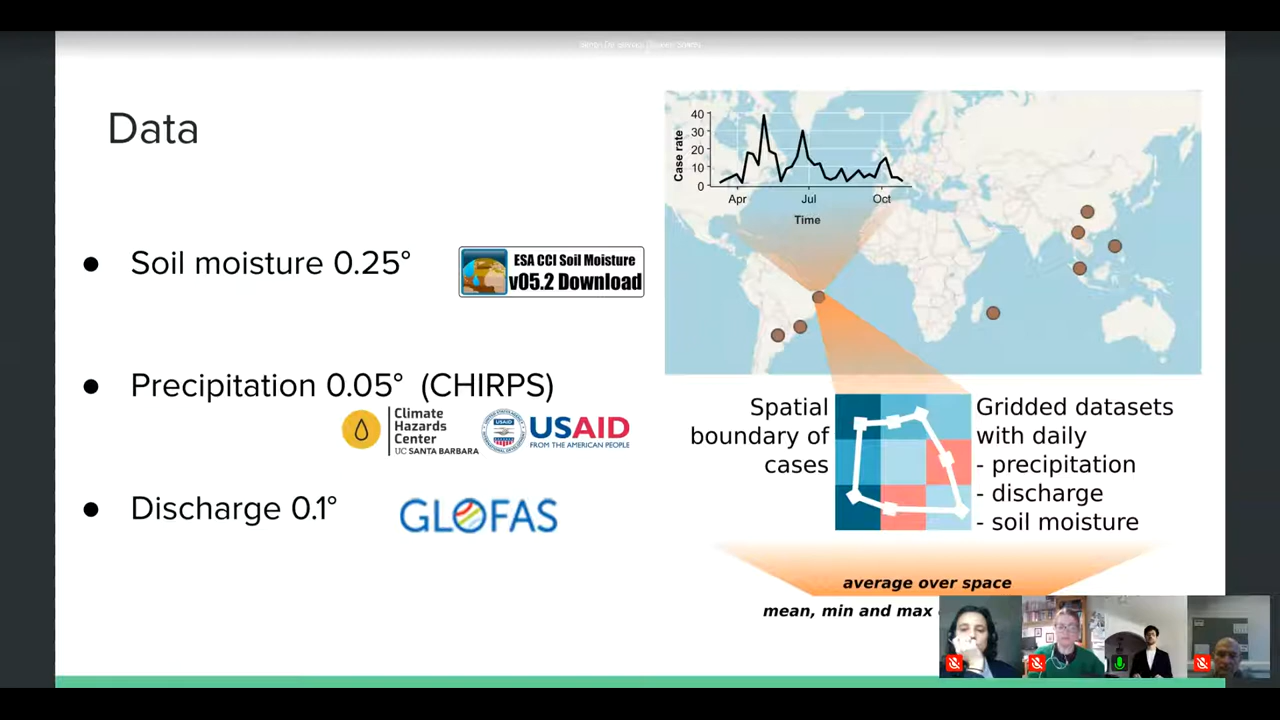 Data
● Soil moisture 0.25°
ESA CCI Soil Moisture
v05.2 Download
● Precipitation 0.05° (CHIRPS)
Climate
Hazards
Center
UC SANTA BARBARA
USAID
USAID
FROM THE AMERICAN PEOPLE
● Discharge 0.1°
GLOFAS
Case rate
40
30
20
10
0
Apr Jul Oct
Time
Spatial
boundary of
cases
Gridded datasets
with daily
- precipitation
- discharge
- soil moisture
average over space
mean, min and max